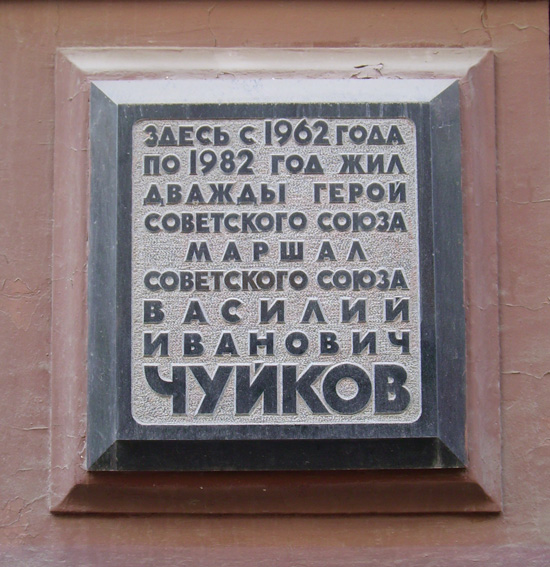 ЗДЕСЬ С 1962 ГОДА
ПО 1982 ГОД ЖИЛ
ДВАЖДЫ ГЕРОЙ
СОВЕТСКОГО СОЮЗА
МАРШАЛ
СОВЕТСКОГО СОЮЗА
ВАСИЛИЙ
ИВАНОВИЧ
ЧУЙКОВ